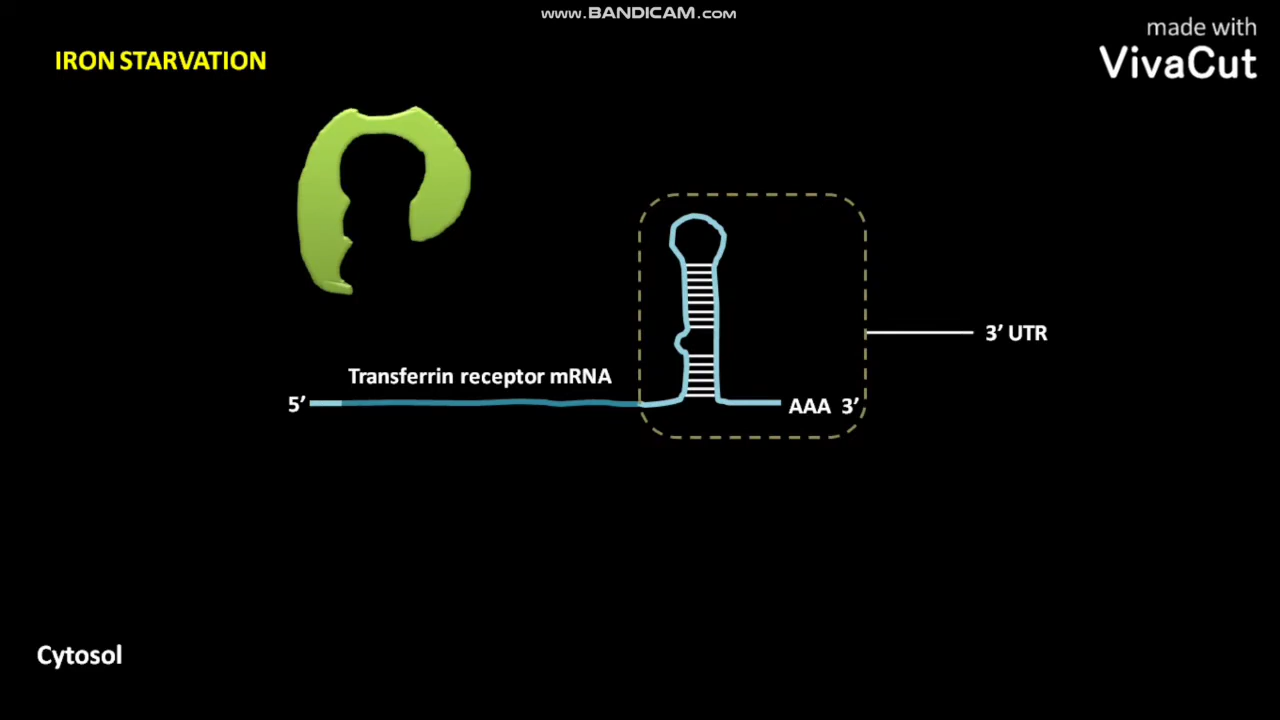 www.BANDICAM.com
made with
VivaCut
IRON STARVATION
3’ UTR
Transferrin receptor mRNA
5’
AAA 3’
Cytosol